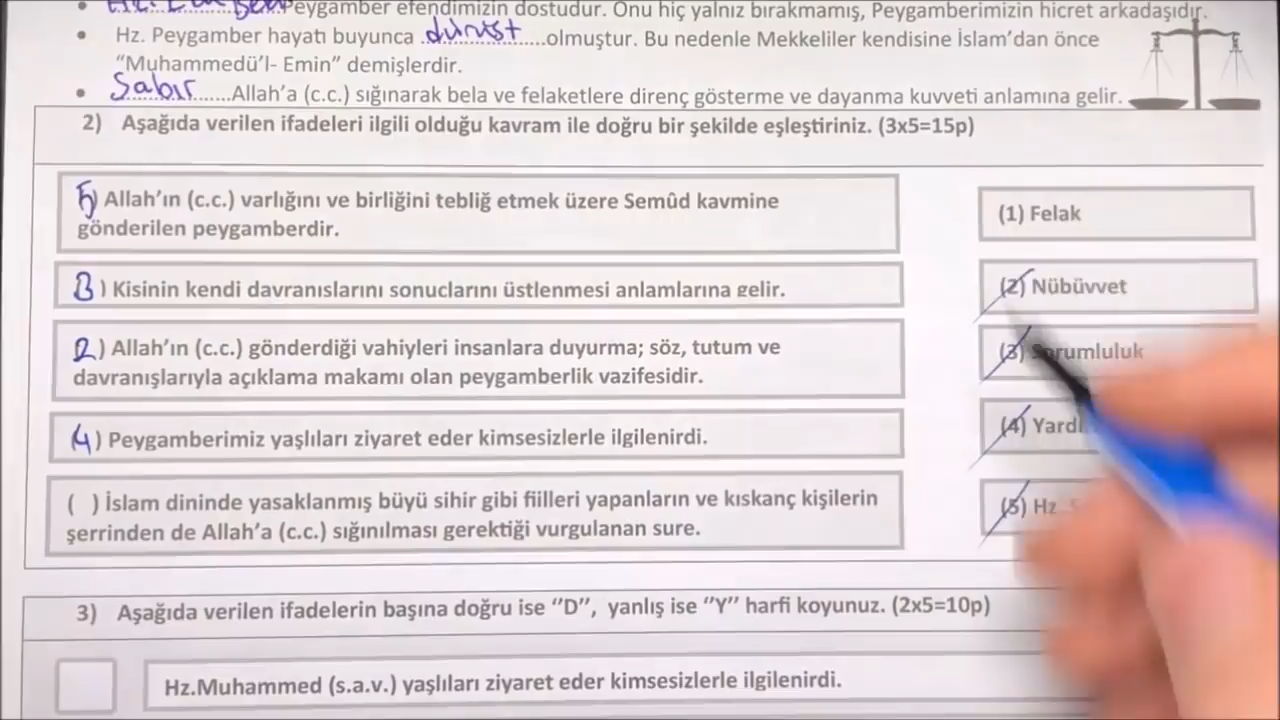 Peygamber efendimizin dostudur. Onu hiç yalnız bırakmamış, Peygamberimizin hicret arkadaşıdır.
• Hz. Peygamber hayatı buyunca .dürüst....olmuştur. Bu nedenle Mekkeliler kendisine İslam’dan önce
“Muhammedü’l- Emin” demişlerdir.
• Sabır......Allah’a (c.c.) sığınarak bela ve felaketlere direnç gösterme ve dayanma kuvveti anlamına gelir.
2) Aşağıda verilen ifadeleri ilgili olduğu kavram ile doğru bir şekilde eşleştiriniz. (3x5=15p)
5) Allah’ın (c.c.) varlığını ve birliğini tebliğ etmek üzere Semûd kavmine
gönderilen peygamberdir.
(1) Felak
3) Kisinin kendi davranıslarını sonuclarını üstlenmesi anlamlarına gelir.
(2) Nübüvvet
2) Allah’ın (c.c.) gönderdiği vahiyleri insanlara duyurma; söz, tutum ve
davranışlarıyla açıklama makamı olan peygamberlik vazifesidir.
(3) Sorumluluk
(4) Peygamberimiz yaşlıları ziyaret eder kimsesizlerle ilgilenirdi.
(4) Yardı
( ) İslam dininde yasaklanmış büyü sihir gibi fiilleri yapanların ve kıskanç kişilerin
şerrinden de Allah’a (c.c.) sığınılması gerektiği vurgulanan sure.
(5) Hz
3) Aşağıda verilen ifadelerin başına doğru ise ‘’D”, yanlış ise ‘’Y” harfi koyunuz. (2x5=10p)
Hz.Muhammed (s.a.v.) yaşlıları ziyaret eder kimsesizlerle ilgilenirdi.